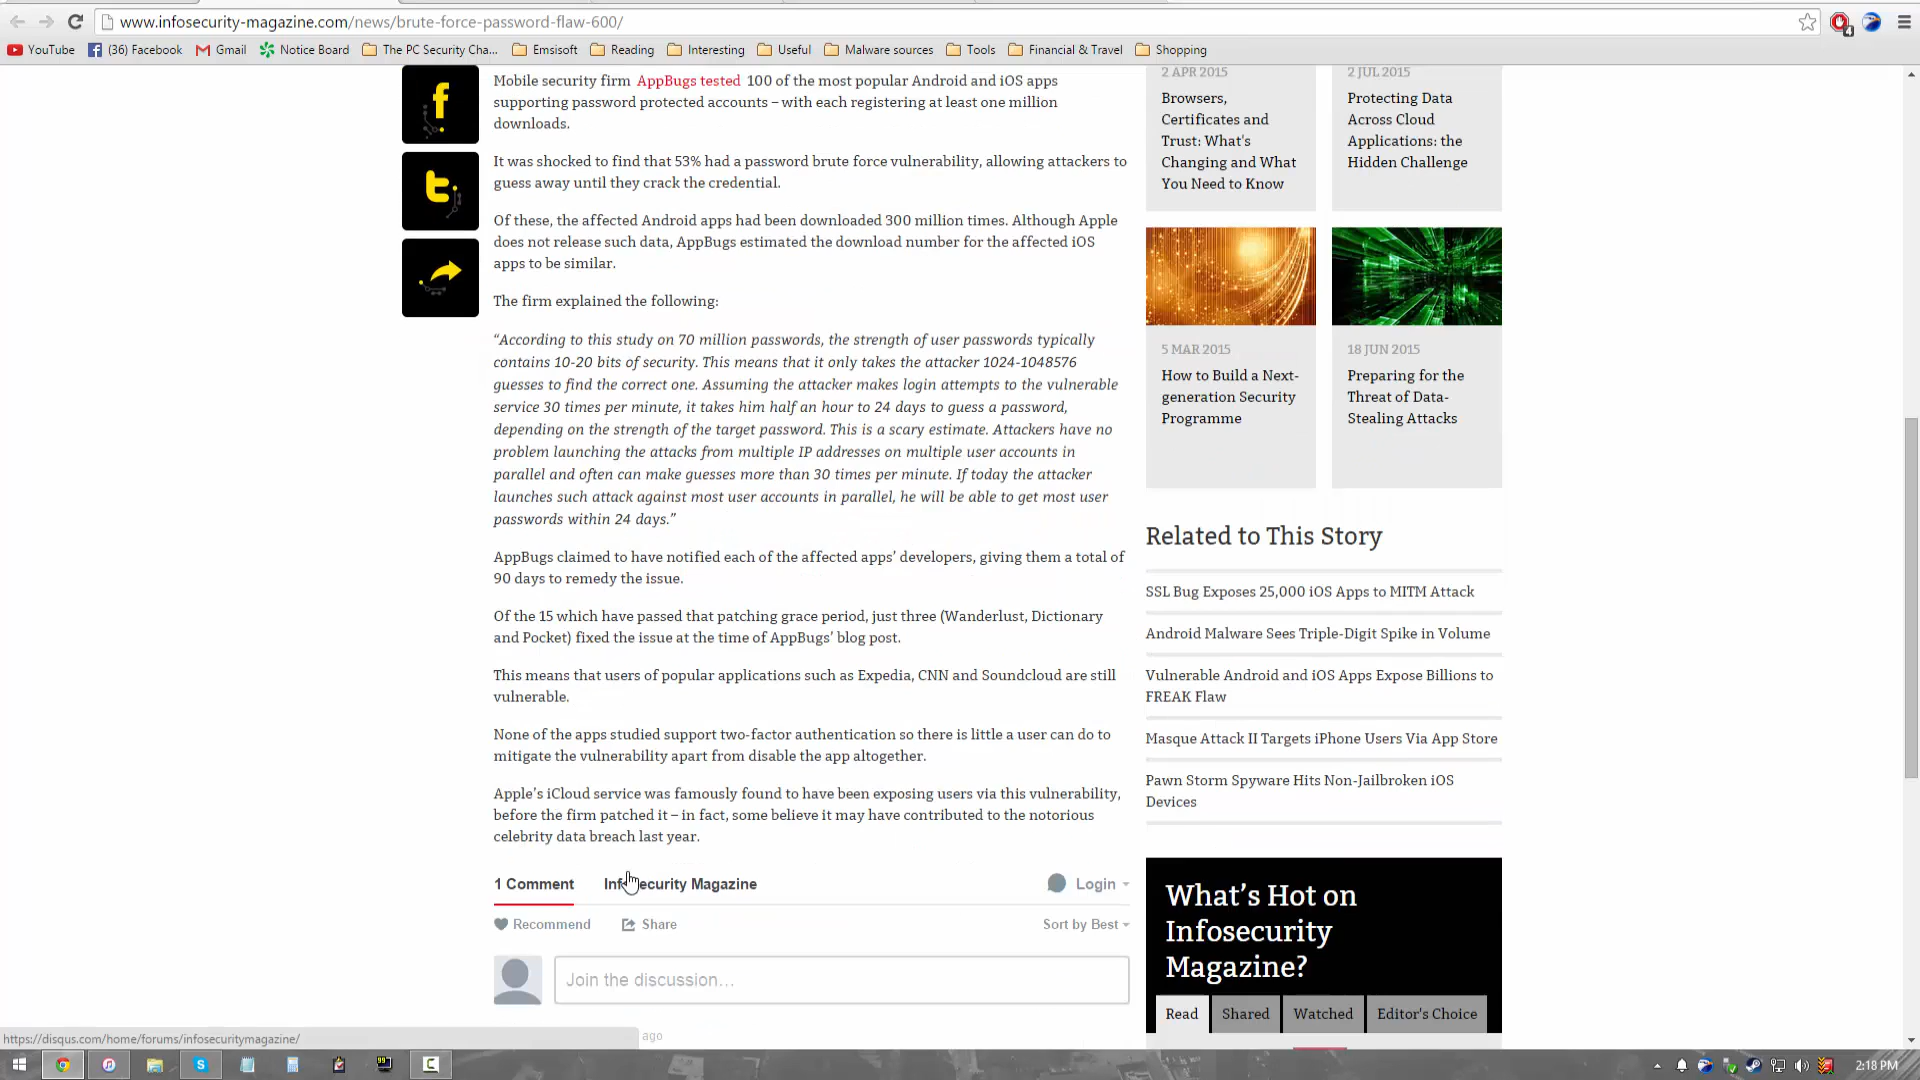 www.infosecurity-magazine.com/news/brute-force-password-flaw-600/
4
YouTube
(36) Facebook
Gmail
Notice Board
The PC Security Cha...
Emsisoft
Reading
Interesting
Useful
Malware sources
Tools
Financial & Travel
Shopping
Mobile security firm AppBugs tested 100 of the most popular Android and iOS apps
supporting password protected accounts – with each registering at least one million
downloads.
It was shocked to find that 53% had a password brute force vulnerability, allowing attackers to
guess away until they crack the credential.
Of these, the affected Android apps had been downloaded 300 million times. Although Apple
does not release such data, AppBugs estimated the download number for the affected iOS
apps to be similar.
The firm explained the following:
“According to this study on 70 million passwords, the strength of user passwords typically
contains 10-20 bits of security. This means that it only takes the attacker 1024-1048576
guesses to find the correct one. Assuming the attacker makes login attempts to the vulnerable
service 30 times per minute, it takes him half an hour to 24 days to guess a password,
depending on the strength of the target password. This is a scary estimate. Attackers have no
problem launching the attacks from multiple IP addresses on multiple user accounts in
parallel and often can make guesses more than 30 times per minute. If today the attacker
launches such attack against most user accounts in parallel, he will be able to get most user
passwords within 24 days.”
AppBugs claimed to have notified each of the affected apps’ developers, giving them a total of
90 days to remedy the issue.
Of the 15 which have passed that patching grace period, just three (Wanderlust, Dictionary
and Pocket) fixed the issue at the time of AppBugs’ blog post.
This means that users of popular applications such as Expedia, CNN and Soundcloud are still
vulnerable.
None of the apps studied support two-factor authentication so there is little a user can do to
mitigate the vulnerability apart from disable the app altogether.
Apple’s iCloud service was famously found to have been exposing users via this vulnerability,
before the firm patched it – in fact, some believe it may have contributed to the notorious
celebrity data breach last year.
1 Comment
Infosecurity Magazine
Login
Recommend
Share
Sort by Best
Join the discussion…
ago
2 APR 2015
Browsers,
Certificates and
Trust: What's
Changing and What
You Need to Know
2 JUL 2015
Protecting Data
Across Cloud
Applications: the
Hidden Challenge
5 MAR 2015
How to Build a Next-
generation Security
Programme
18 JUN 2015
Preparing for the
Threat of Data-
Stealing Attacks
Related to This Story
SSL Bug Exposes 25,000 iOS Apps to MITM Attack
Android Malware Sees Triple-Digit Spike in Volume
Vulnerable Android and iOS Apps Expose Billions to
FREAK Flaw
Masque Attack II Targets iPhone Users Via App Store
Pawn Storm Spyware Hits Non-Jailbroken iOS
Devices
What’s Hot on
Infosecurity
Magazine?
Read
Shared
Watched
Editor's Choice
https://disqus.com/home/forums/infosecuritymagazine/
2:18 PM